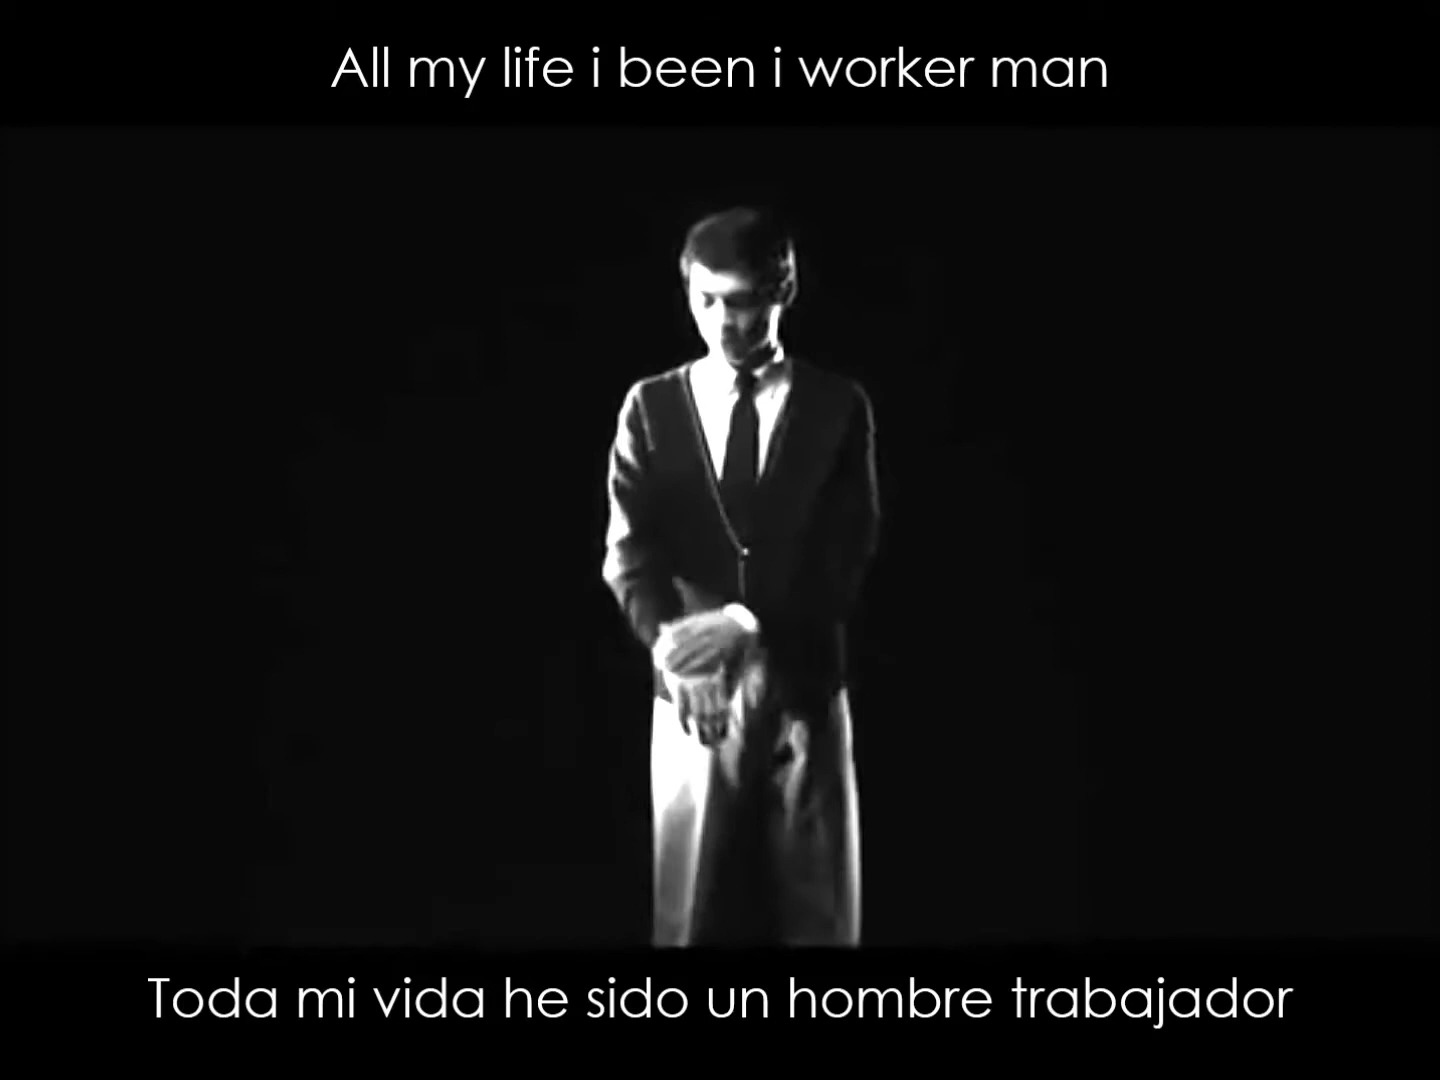 All my life i been i worker man
Toda mi vida he sido un hombre trabajador